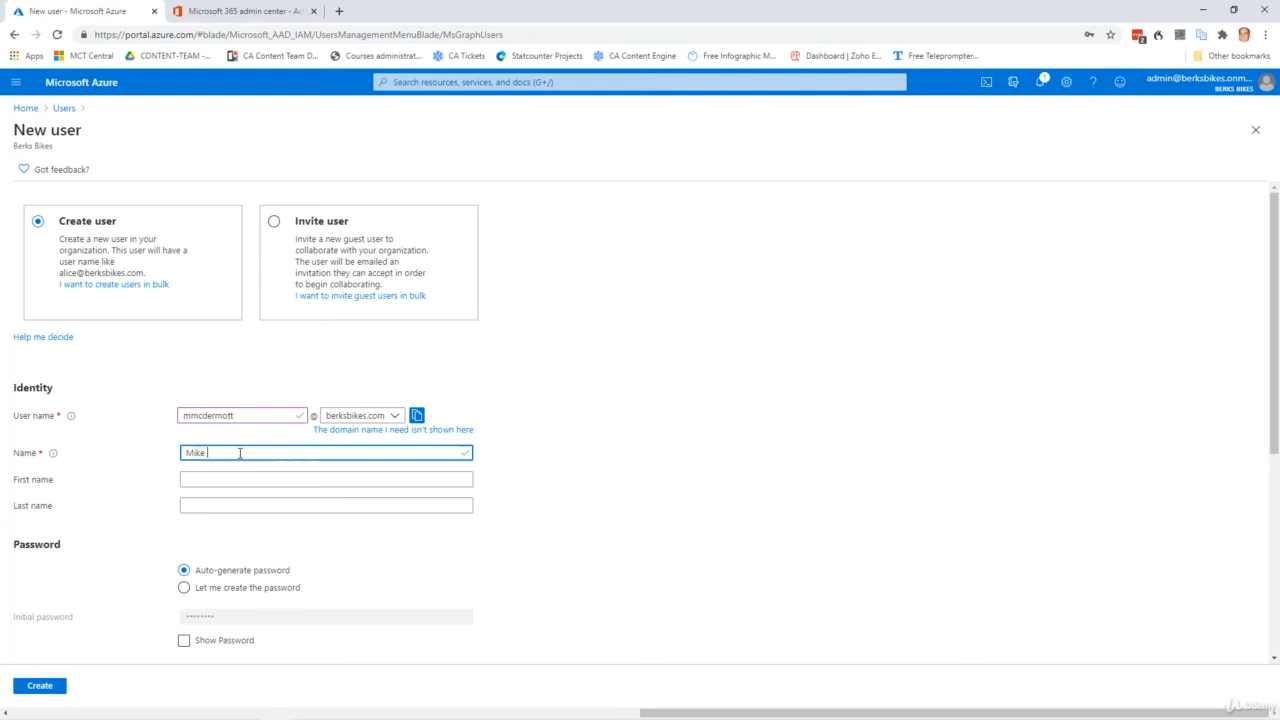 New user - Microsoft Azure
Microsoft 365 admin center - Ac
https://portal.azure.com/#blade/Microsoft_AAD_IAM/UsersManagementMenuBlade/MsGraphUsers
2
Apps
MCT Central
CONTENT-TEAM -...
CA Content Team D...
Courses administrat...
CA Tickets
Statcounter Projects
CA Content Engine
Free Infographic M...
Dashboard | Zoho E...
Free Teleprompter...
Other bookmarks
Microsoft Azure
Search resources, services, and docs (G+/)
1
admin@berksbikes.onm...
BERKS BIKES
Home > Users >
New user
Berks Bikes
Got feedback?
Create user
Create a new user in your
organization. This user will have a
user name like
alice@berksbikes.com.
I want to create users in bulk
Invite user
Invite a new guest user to
collaborate with your organization.
The user will be emailed an
invitation they can accept in order
to begin collaborating.
I want to invite guest users in bulk
Help me decide
Identity
User name *
mmcdermott
@
berksbikes.com
The domain name I need isn't shown here
Name *
Mike
First name
Last name
Password
Auto-generate password
Let me create the password
Initial password
••••••••
Show Password
Create
Udemy